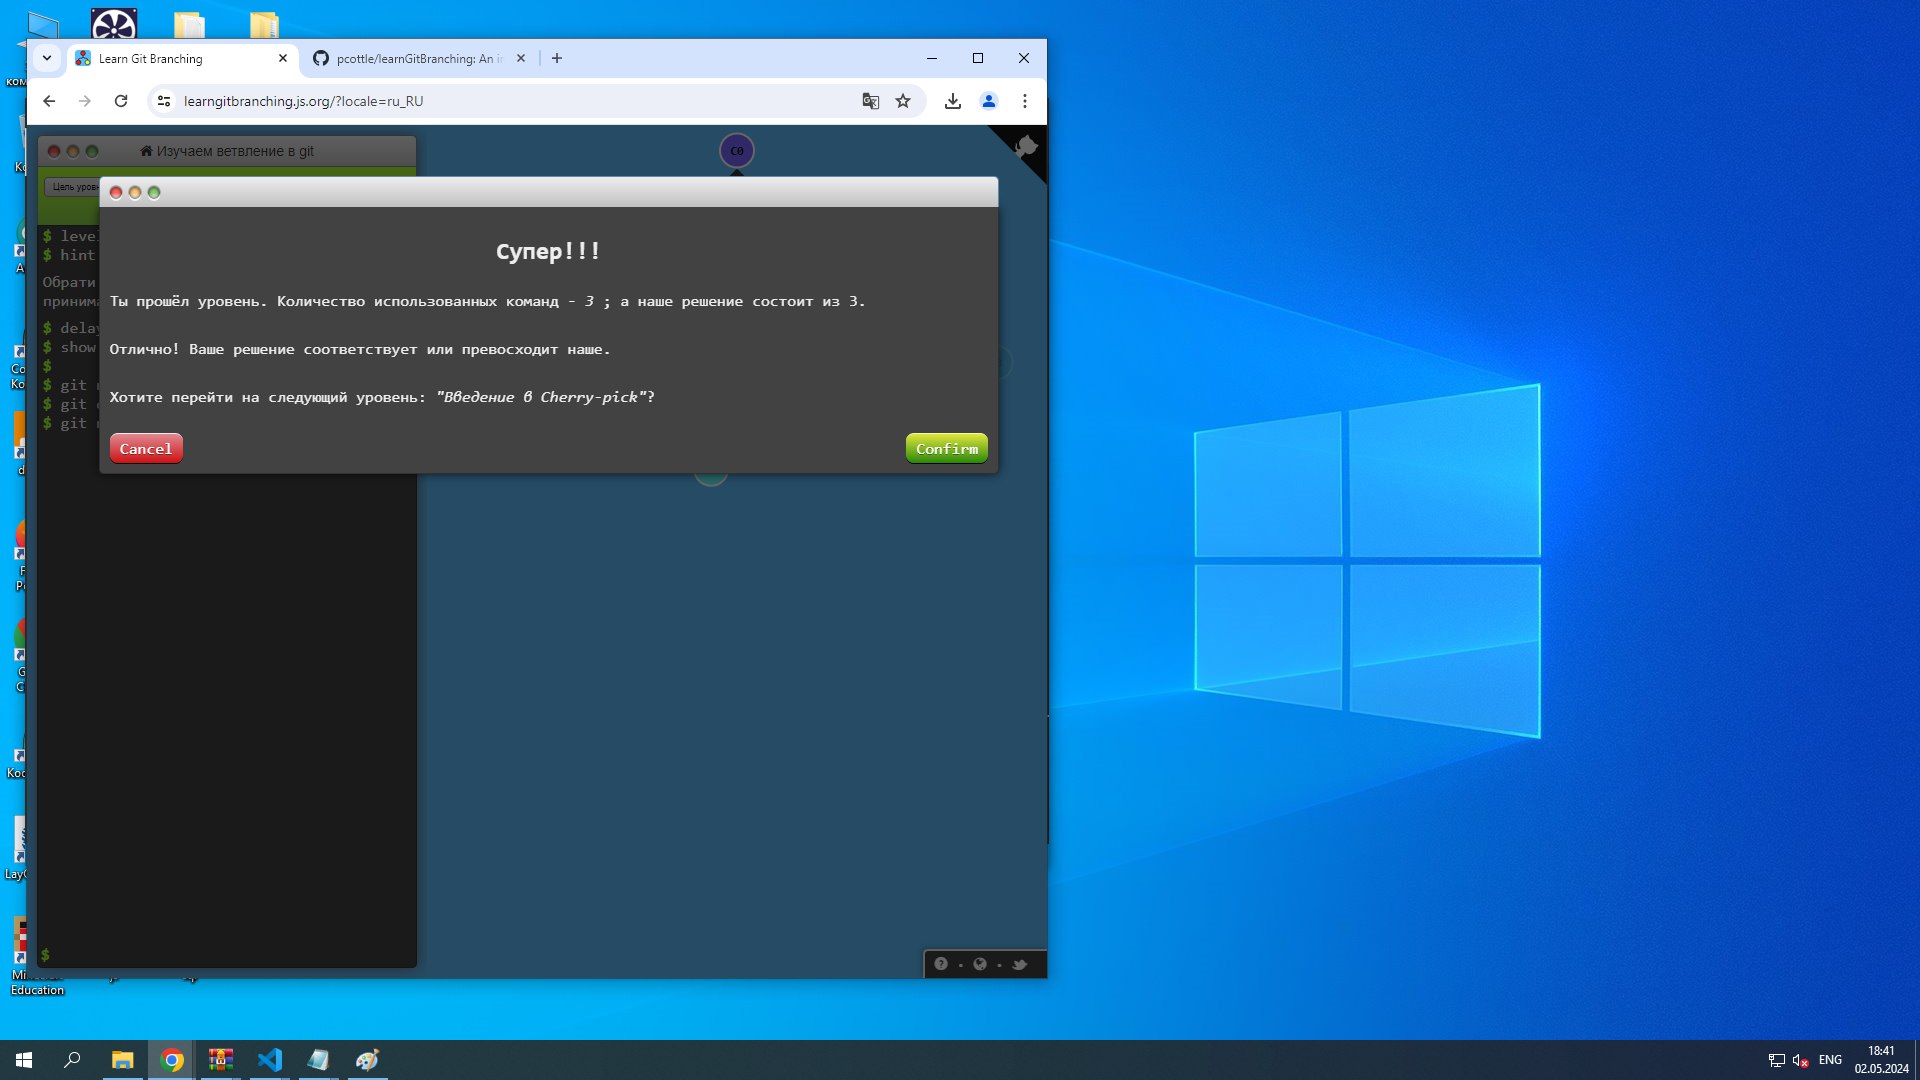 Learn Git Branching
pcottle/learnGitBranching: An i
learngitbranching.js.org/?locale=ru_RU
Изучаем ветвление в git
C0
Цель уров
$ level
$ hint
Обрати
приним
$ delay
$ show
$
$ git
$ git
$ git
Супер!!!
Ты прошёл уровень. Количество использованных команд - 3 ; а наше решение состоит из 3.
Отлично! Ваше решение соответствует или превосходит наше.
Хотите перейти на следующий уровень: "Введение в Cherry-pick"?
Cancel
Confirm
$
Education
ENG
18:41
02.05.2024